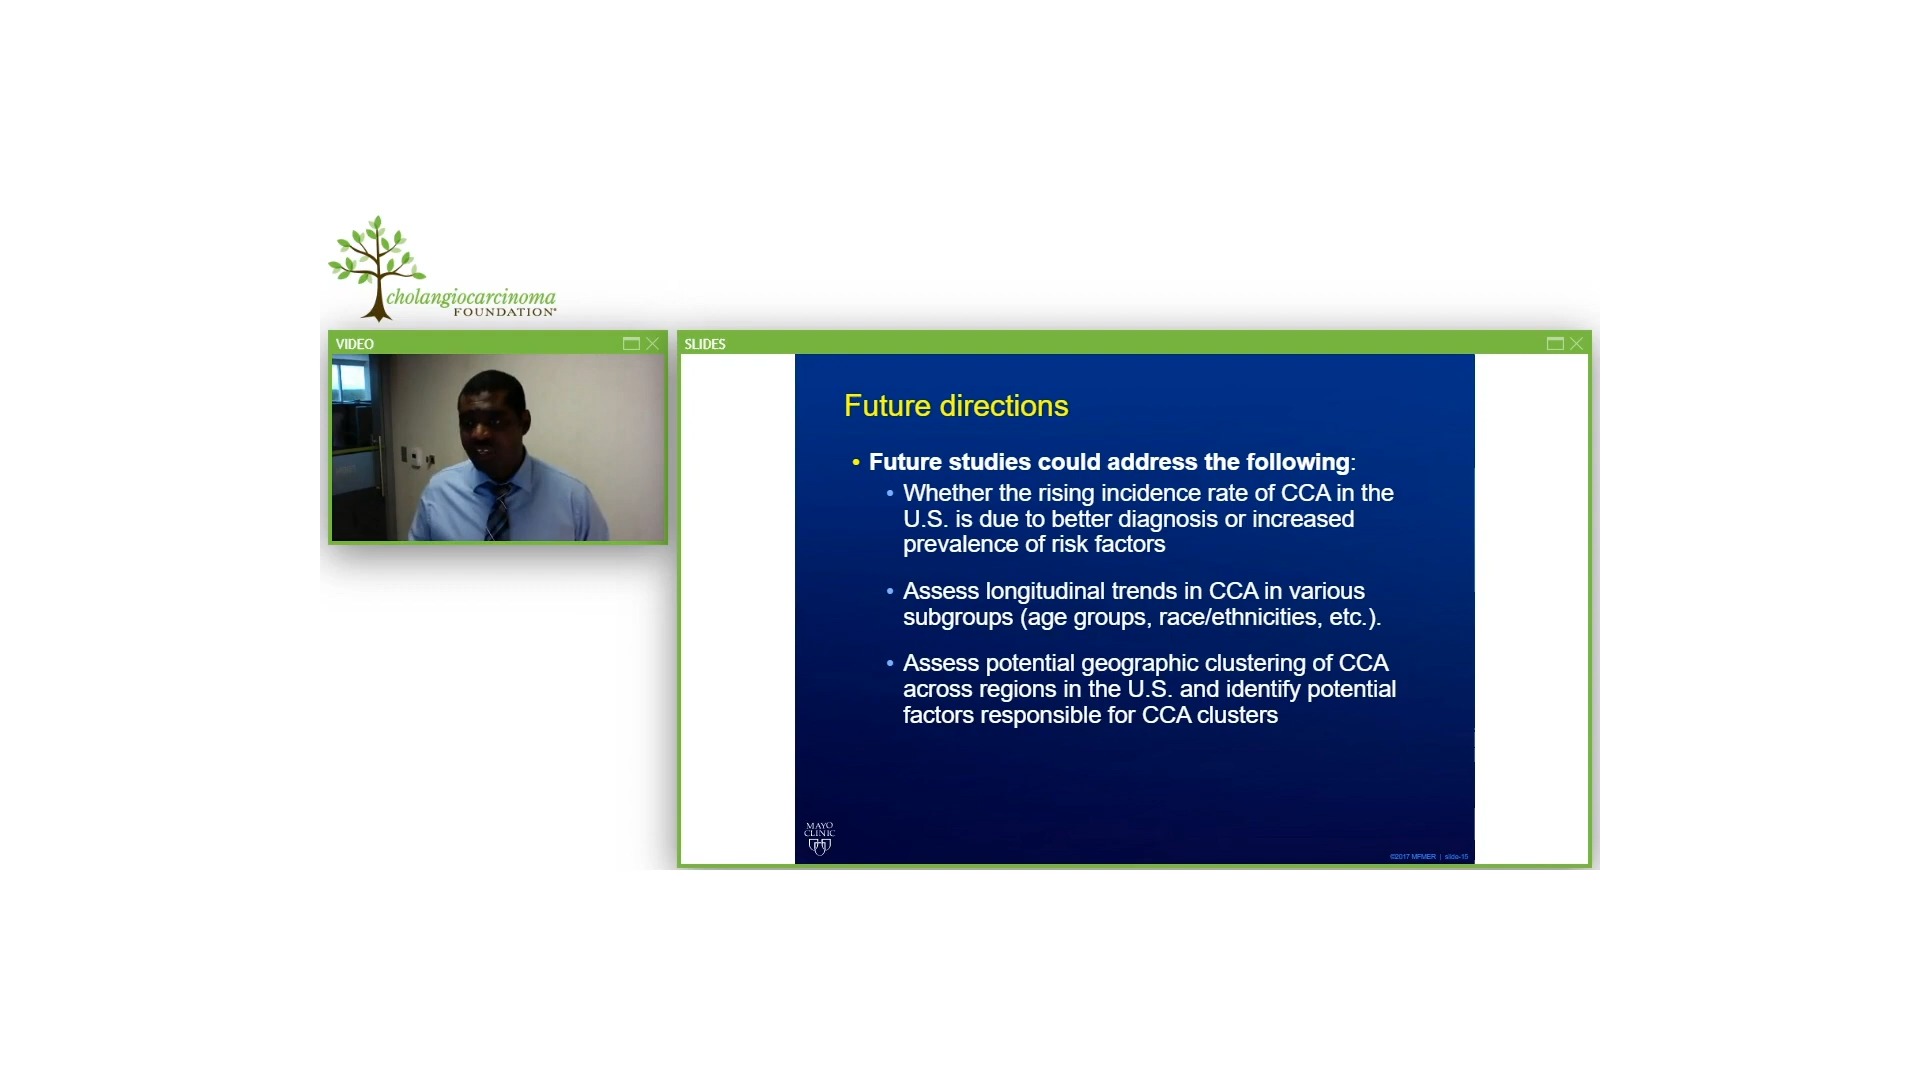 cholangiocarcinoma
FOUNDATION®
VIDEO
SLIDES
Future directions
• Future studies could address the following:
• Whether the rising incidence rate of CCA in the
U.S. is due to better diagnosis or increased
prevalence of risk factors
• Assess longitudinal trends in CCA in various
subgroups (age groups, race/ethnicities, etc.).
• Assess potential geographic clustering of CCA
across regions in the U.S. and identify potential
factors responsible for CCA clusters
MAYO
CLINIC
©2017 MFMER | slide-15